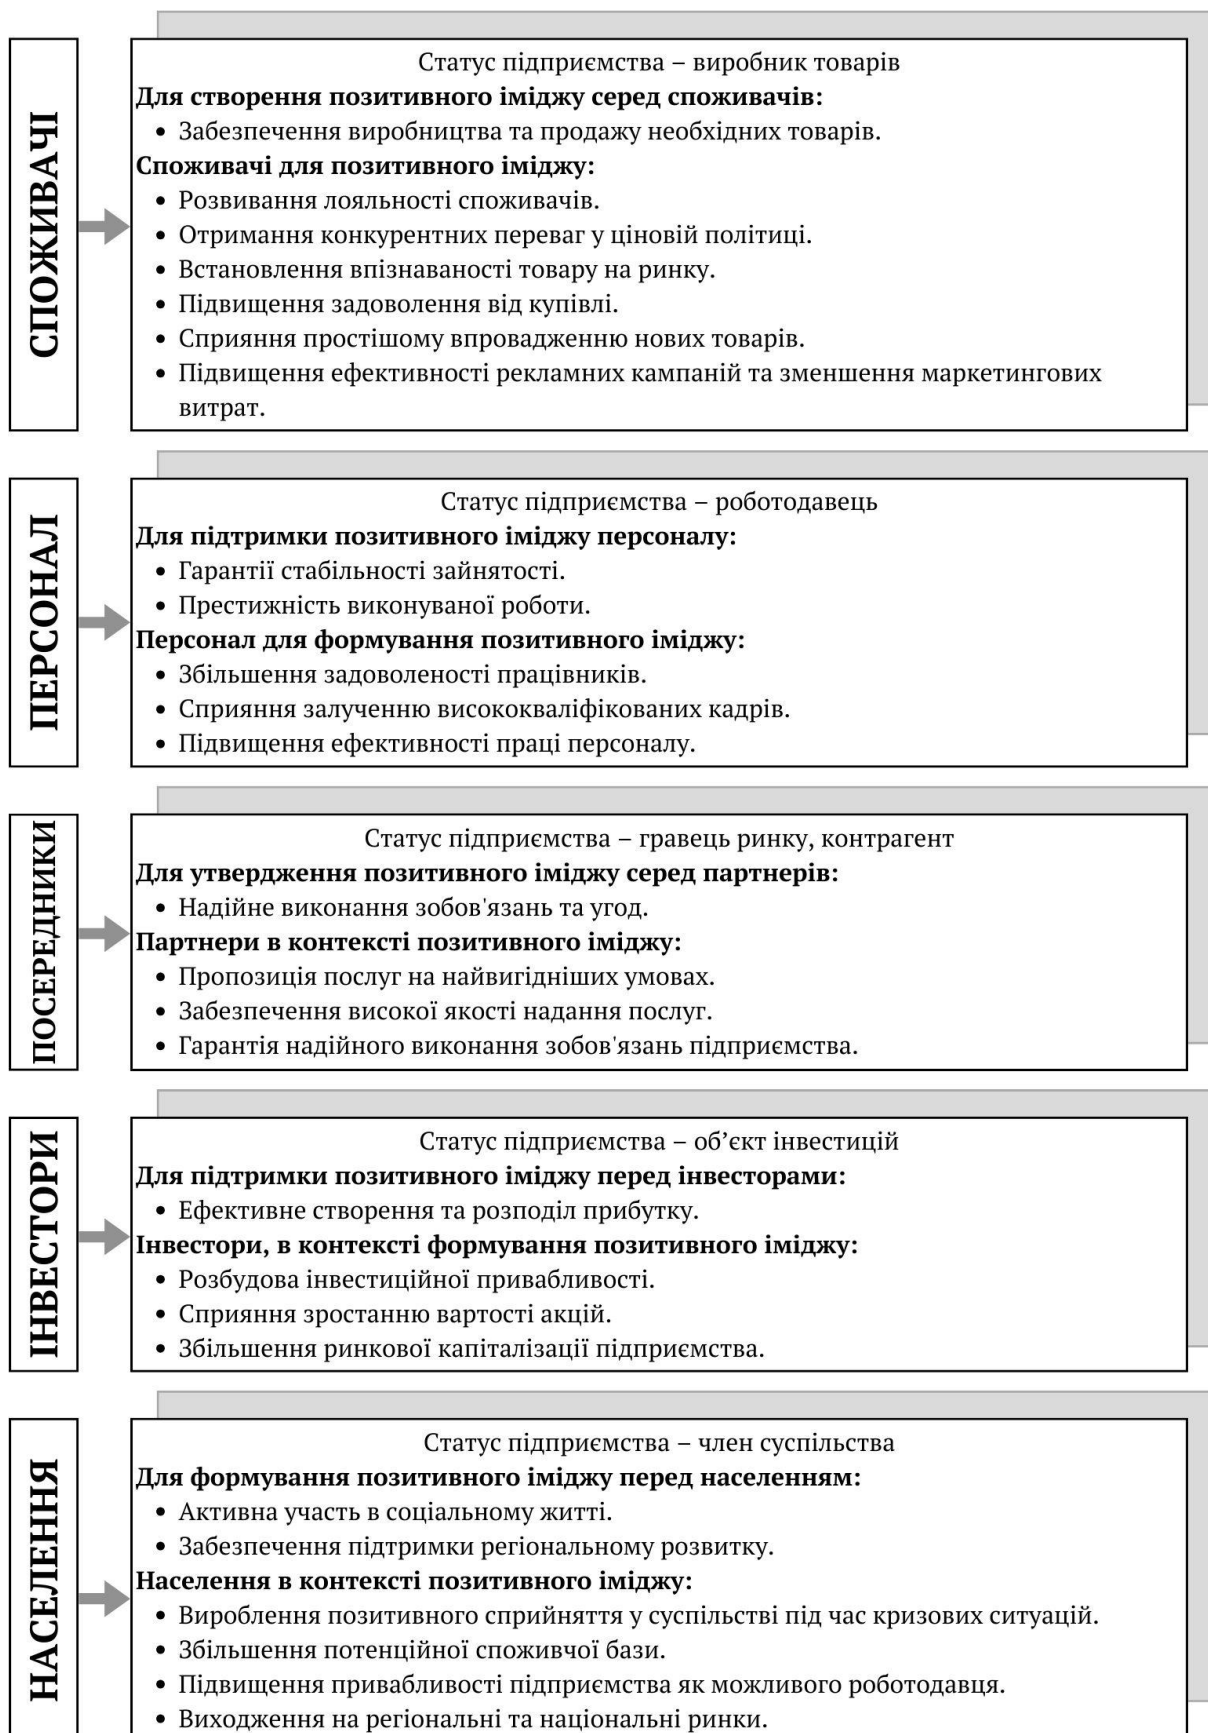 СПОЖИВАЧІ
Статус підприємства – виробник товарів
Для створення позитивного іміджу серед споживачів:
• Забезпечення виробництва та продажу необхідних товарів.
Споживачі для позитивного іміджу:
• Розвивання лояльності споживачів.
• Отримання конкурентних переваг у ціновій політиці.
• Встановлення впізнаваності товару на ринку.
• Підвищення задоволення від купівлі.
• Сприяння простішому впровадженню нових товарів.
• Підвищення ефективності рекламних кампаній та зменшення маркетингових
витрат.
ПЕРСОНАЛ
Статус підприємства – роботодавець
Для підтримки позитивного іміджу персоналу:
• Гарантії стабільності зайнятості.
• Престижність виконуваної роботи.
Персонал для формування позитивного іміджу:
• Збільшення задоволеності працівників.
• Сприяння залученню висококваліфікованих кадрів.
• Підвищення ефективності праці персоналу.
ПОСЕРЕДНИКИ
Статус підприємства – гравець ринку, контрагент
Для утвердження позитивного іміджу серед партнерів:
• Надійне виконання зобов'язань та угод.
Партнери в контексті позитивного іміджу:
• Пропозиція послуг на найвигідніших умовах.
• Забезпечення високої якості надання послуг.
• Гарантія надійного виконання зобов'язань підприємства.
ІНВЕСТОРИ
Статус підприємства – об’єкт інвестицій
Для підтримки позитивного іміджу перед інвесторами:
• Ефективне створення та розподіл прибутку.
Інвестори, в контексті формування позитивного іміджу:
• Розбудова інвестиційної привабливості.
• Сприяння зростанню вартості акцій.
• Збільшення ринкової капіталізації підприємства.
НАСЕЛЕННЯ
Статус підприємства – член суспільства
Для формування позитивного іміджу перед населенням:
• Активна участь в соціальному житті.
• Забезпечення підтримки регіональному розвитку.
Населення в контексті позитивного іміджу:
• Вироблення позитивного сприйняття у суспільстві під час кризових ситуацій.
• Збільшення потенційної споживчої бази.
• Підвищення привабливості підприємства як можливого роботодавця.
• Виходження на регіональні та національні ринки.